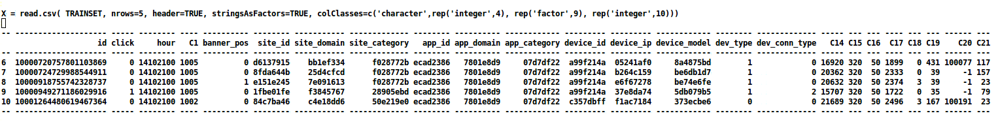 X = read.csv( TRAINSET, nrows=5, header=TRUE, stringsAsFactors=TRUE, colClasses=c('character',rep('integer',4), rep('factor',9), rep('integer',10)))
-- -------------------- ----- -------- ---- ---------- -------- ----------- ------------- -------- ---------- ------------ --------- --------- ------------ -------- ------------- ----- --- --- ---- --- --- ------ ---
id click hour C1 banner_pos site_id site_domain site_category app_id app_domain app_category device_id device_ip device_model dev_type dev_conn_type C14 C15 C16 C17 C18 C19 C20 C21
-- -------------------- ----- -------- ---- ---------- -------- ----------- ------------- -------- ---------- ------------ --------- --------- ------------ -------- ------------- ----- --- --- ---- --- --- ------ ---
6 10000720757801103869 0 14102100 1005 0 d6137915 bb1ef334 f028772b ecad2386 7801e8d9 07d7df22 a99f214a 05241af0 8a4875bd 1 0 16920 320 50 1899 0 431 100077 117
7 10000724729988544911 0 14102100 1005 0 8fda644b 25d4cfcd f028772b ecad2386 7801e8d9 07d7df22 a99f214a b264c159 be6db1d7 1 0 20362 320 50 2333 0 39 -1 157
8 10000918755742328737 0 14102100 1005 1 e151e245 7e091613 f028772b ecad2386 7801e8d9 07d7df22 a99f214a e6f67278 be74e6fe 1 0 20632 320 50 2374 3 39 -1 23
9 10000949271186029916 1 14102100 1005 0 1fbe01fe f3845767 28905ebd ecad2386 7801e8d9 07d7df22 a99f214a 37e8da74 5db079b5 1 2 15707 320 50 1722 0 35 -1 79
10 10001264480619467364 0 14102100 1002 0 84c7ba46 c4e18dd6 50e219e0 ecad2386 7801e8d9 07d7df22 c357dbff f1ac7184 373ecbe6 0 0 21689 320 50 2496 3 167 100191 23
-- -------------------- ----- -------- ---- ---------- -------- ----------- ------------- -------- ---------- ------------ --------- --------- ------------ -------- ------------- ----- --- --- ---- --- --- ------ ---